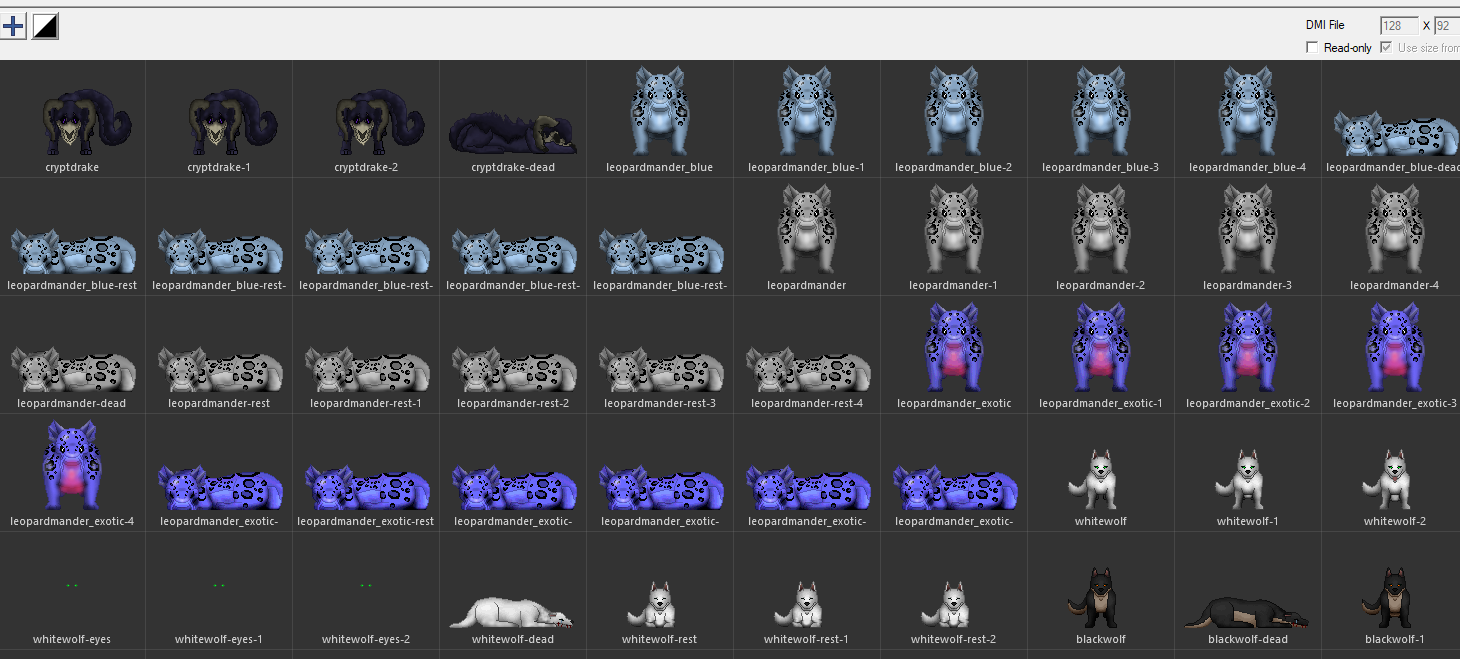 DMI File 128 X 92
Read-only Use size from
cryptdrake cryptdrake-1 cryptdrake-2 cryptdrake-dead leopardmander_blue leopardmander_blue-1 leopardmander_blue-2 leopardmander_blue-3 leopardmander_blue-4 leopardmander_blue-dead
leopardmander_blue-rest leopardmander_blue-rest- leopardmander_blue-rest- leopardmander_blue-rest- leopardmander_blue-rest- leopardmander leopardmander-1 leopardmander-2 leopardmander-3 leopardmander-4
leopardmander-dead leopardmander-rest leopardmander-rest-1 leopardmander-rest-2 leopardmander-rest-3 leopardmander-rest-4 leopardmander_exotic leopardmander_exotic-1 leopardmander_exotic-2 leopardmander_exotic-3
leopardmander_exotic-4 leopardmander_exotic- leopardmander_exotic-rest leopardmander_exotic- leopardmander_exotic- leopardmander_exotic- leopardmander_exotic- whitewolf whitewolf-1 whitewolf-2
whitewolf-eyes whitewolf-eyes-1 whitewolf-eyes-2 whitewolf-dead whitewolf-rest whitewolf-rest-1 whitewolf-rest-2 blackwolf blackwolf-dead blackwolf-1